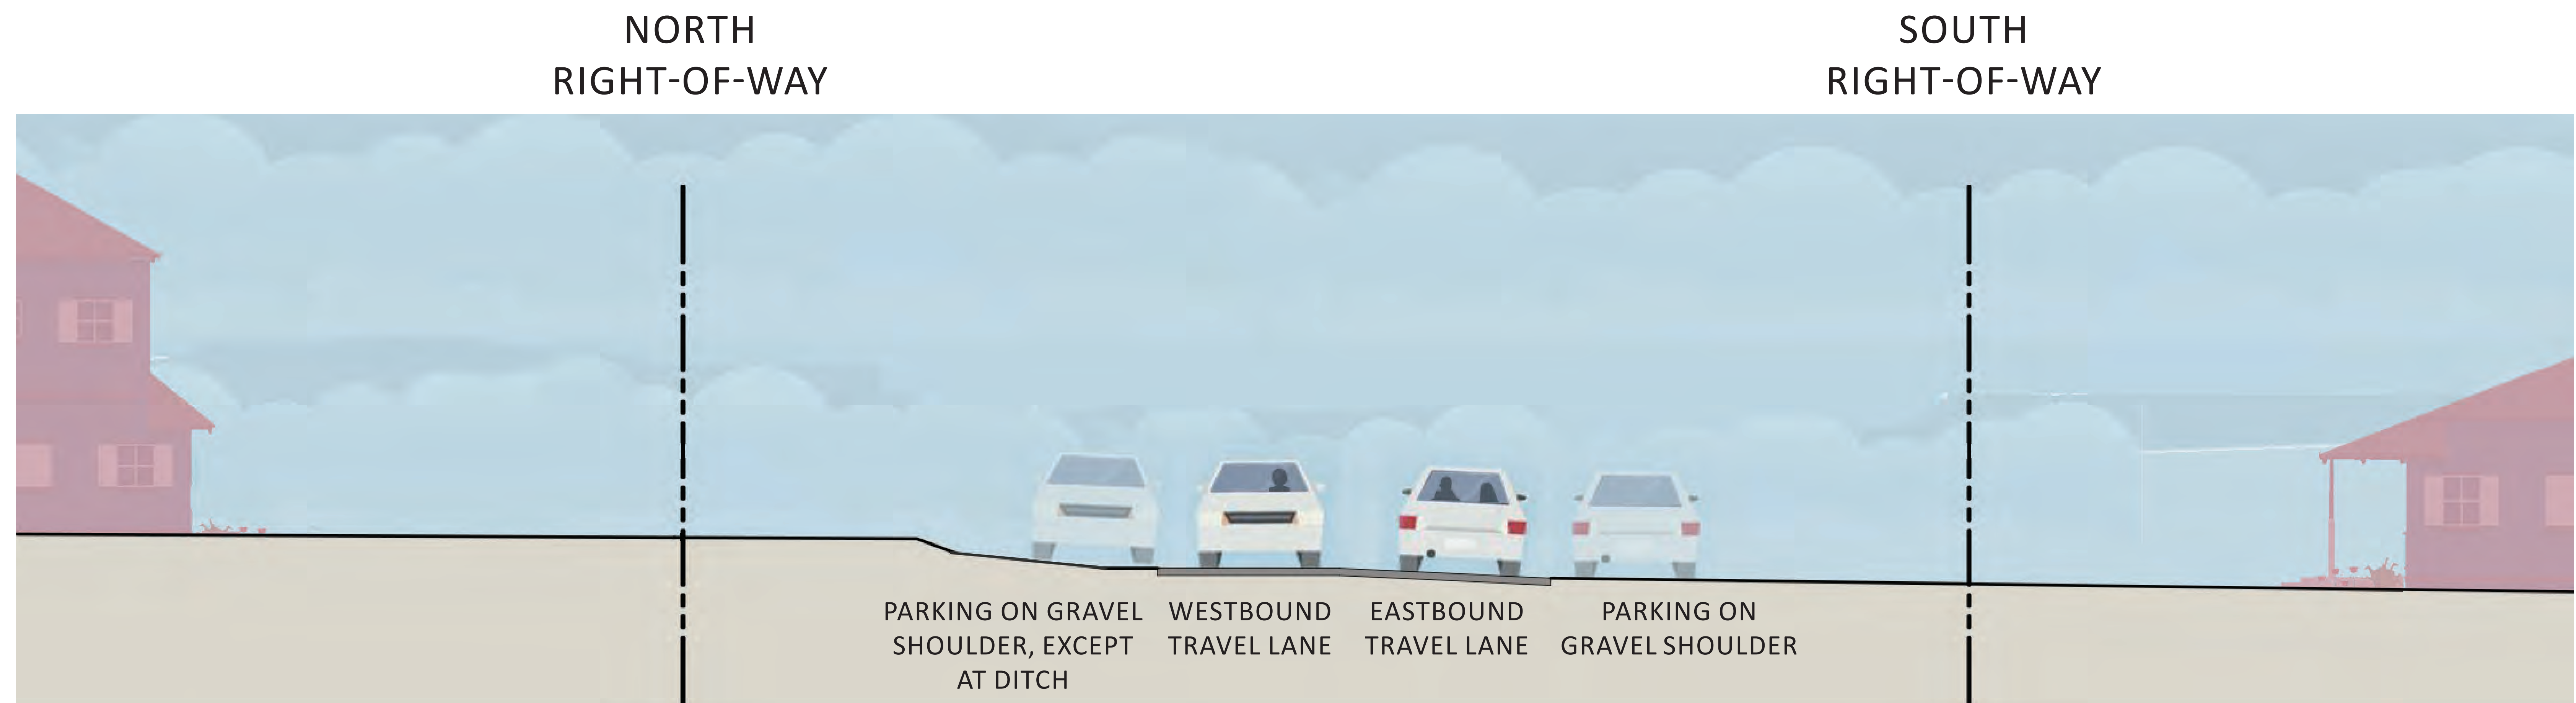 NORTH
RIGHT-OF-WAY
SOUTH
RIGHT-OF-WAY
PARKING ON GRAVEL
SHOULDER, EXCEPT
AT DITCH
WESTBOUND
TRAVEL LANE
EASTBOUND
TRAVEL LANE
PARKING ON
GRAVEL SHOULDER